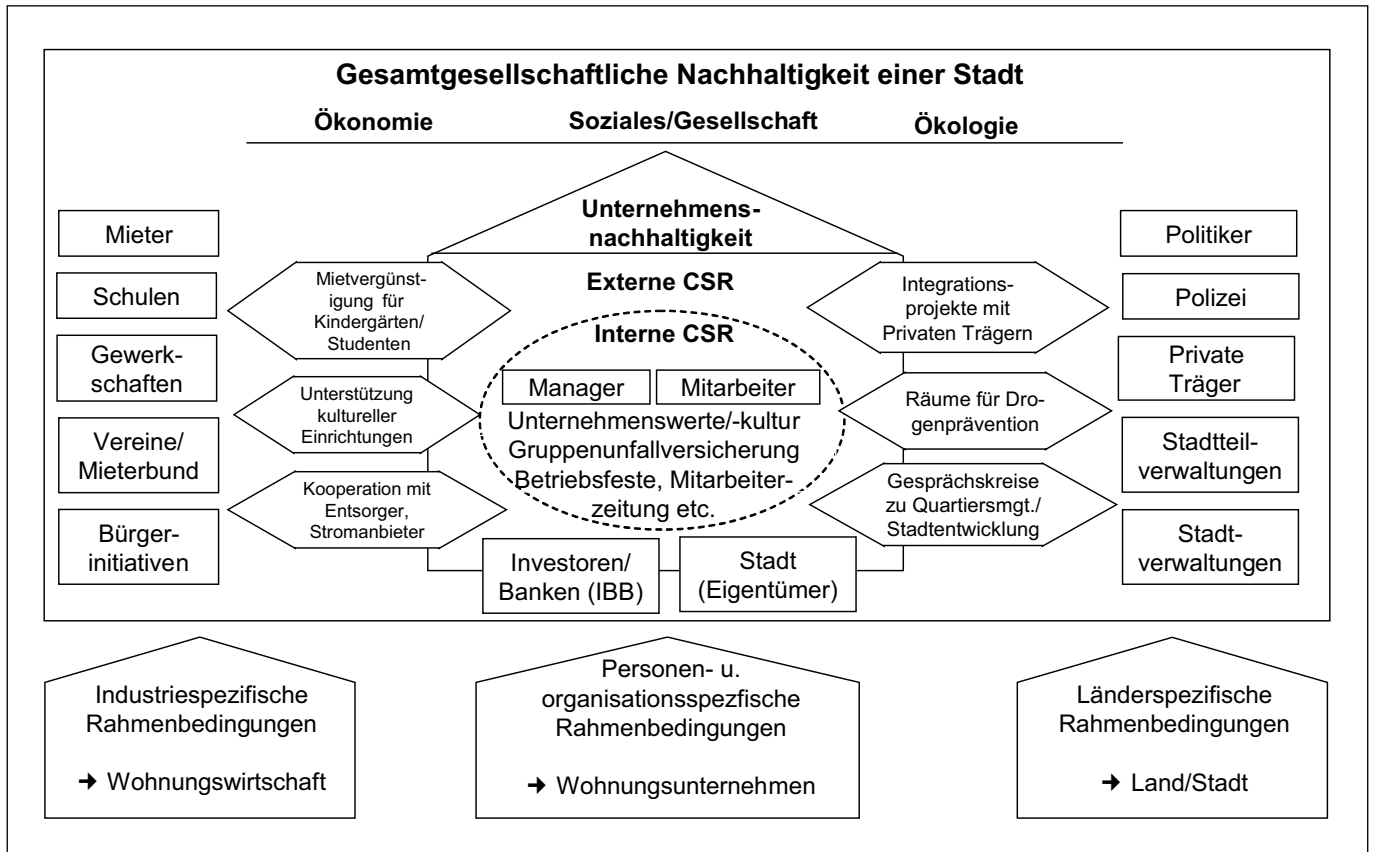 Gesamtgesellschaftliche Nachhaltigkeit einer Stadt
Ökonomie
Soziales/Gesellschaft
Ökologie
Unternehmens-
nachhaltigkeit
Mieter
Schulen
Gewerk-
schaften
Vereine/
Mieterbund
Bürger-
initiativen
Mietvergünst-
igung für
Kindergärten/
Studenten
Unterstützung
kultureller
Einrichtungen
Kooperation mit
Entsorger,
Stromanbieter
Externe CSR
Interne CSR
Manager
Mitarbeiter
Unternehmenswerte/-kultur
Gruppenunfallversicherung
Betriebsfeste, Mitarbeiter-
zeitung etc.
Investoren/
Banken (IBB)
Stadt
(Eigentümer)
Integrations-
projekte mit
Privaten Trägern
Räume für Dro-
genprävention
Gesprächskreise
zu Quartiersmgt./
Stadtentwicklung
Politiker
Polizei
Private
Träger
Stadtteil-
verwaltungen
Stadt-
verwaltungen
Industriespezifische
Rahmenbedingungen
➔ Wohnungswirtschaft
Personen- u.
organisationsspezfische
Rahmenbedingungen
➔ Wohnungsunternehmen
Länderspezifische
Rahmenbedingungen
➔ Land/Stadt